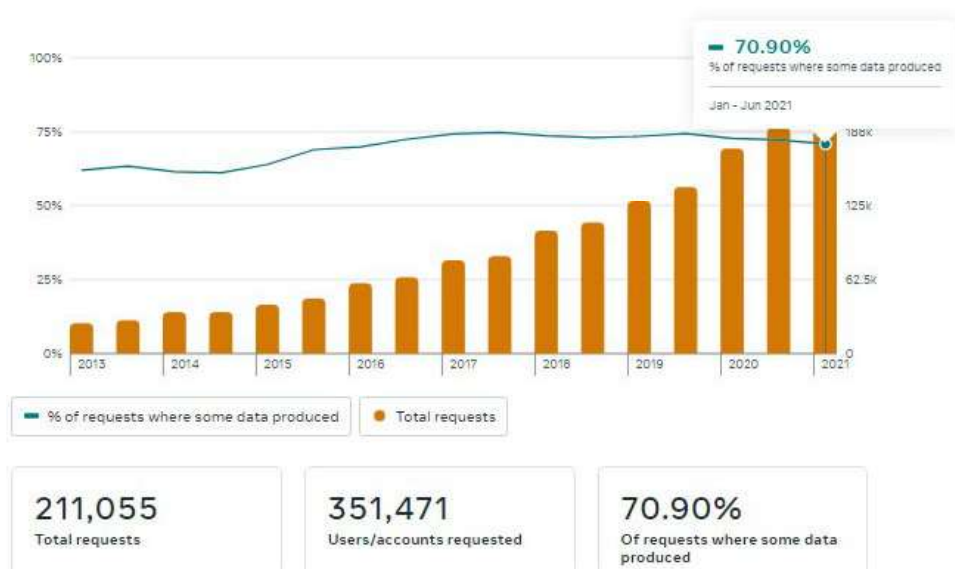 70.90%
% of requests where some data produced
Jan - Jun 2021
100%
75%
188k
50%
125k
25%
62.5k
0%
0
2013 2014 2015 2016 2017 2018 2019 2020 2021
% of requests where some data produced Total requests
211,055
Total requests
351,471
Users/accounts requested
70.90%
Of requests where some data
produced